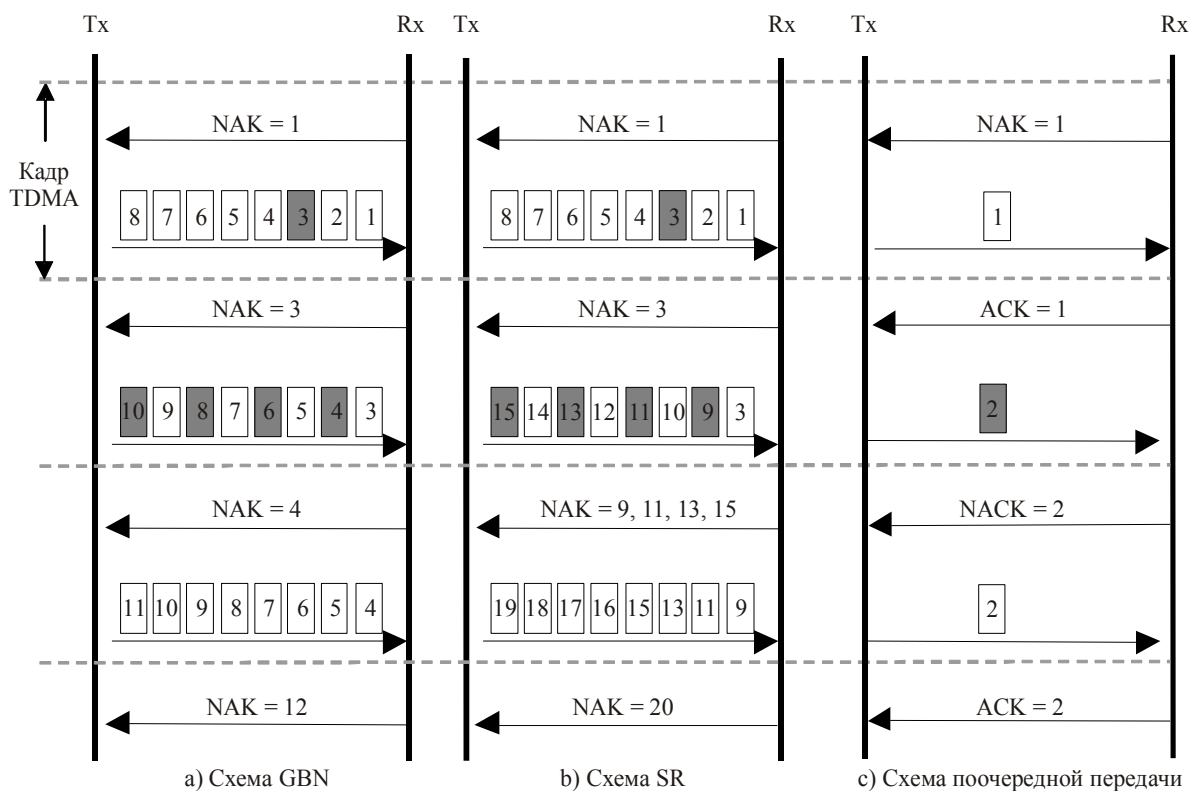 Tx Rx Tx Rx Tx Rx
NAK = 1 NAK = 1 NAK = 1
Кадр
TDMA
8 7 6 5 4 3 2 1 8 7 6 5 4 3 2 1 1
NAK = 3 NAK = 3 ACK = 1
10 9 8 7 6 5 4 3 15 14 13 12 11 10 9 3 2
NAK = 4 NAK = 9, 11, 13, 15 NACK = 2
11 10 9 8 7 6 5 4 19 18 17 16 15 13 11 9 2
NAK = 12 NAK = 20 ACK = 2
a) Схема GBN b) Схема SR c) Схема поочередной передачи